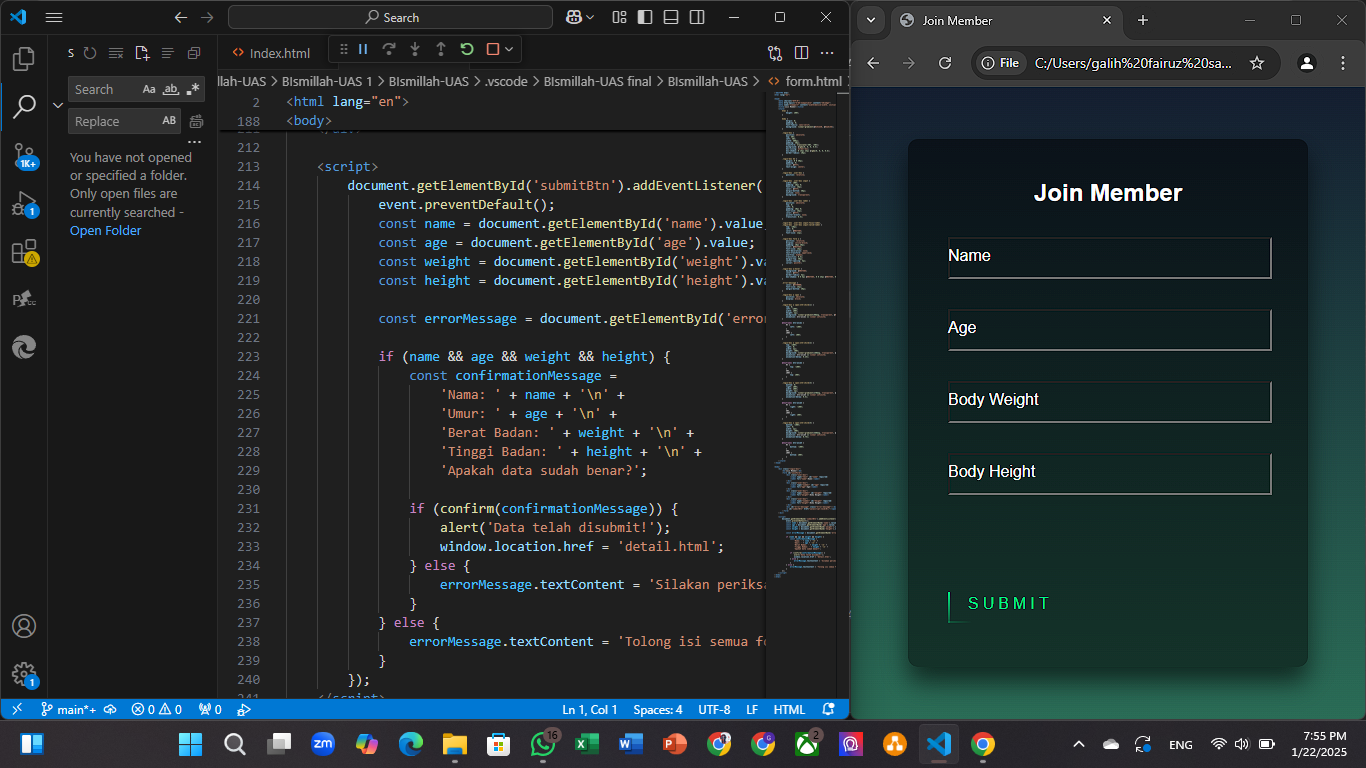 Search
Index.html
S
Search
Aa
ab
Replace
AB
You have not opened
or specified a folder.
Only open files are
currently searched -
Open Folder
llah-UAS > BIsmillah-UAS 1 > BIsmillah-UAS > .vscode > BIsmillah-UAS final > BIsmillah-UAS > form.html
2 <html lang="en">
188 <body>
212
213 <script>
214 document.getElementById('submitBtn').addEventListener(
215 event.preventDefault();
216 const name = document.getElementById('name').value;
217 const age = document.getElementById('age').value;
218 const weight = document.getElementById('weight').va
219 const height = document.getElementById('height').va
220
221 const errorMessage = document.getElementById('erro
222
223 if (name && age && weight && height) {
224 const confirmationMessage =
225 'Nama: ' + name + '\n' +
226 'Umur: ' + age + '\n' +
227 'Berat Badan: ' + weight + '\n' +
228 'Tinggi Badan: ' + height + '\n' +
229 'Apakah data sudah benar?';
230
231 if (confirm(confirmationMessage)) {
232 alert('Data telah disubmit!');
233 window.location.href = 'detail.html';
234 } else {
235 errorMessage.textContent = 'Silakan periksa
236 }
237 } else {
238 errorMessage.textContent = 'Tolong isi semua fo
239 }
240 });
241 </script>
1K+
1
1
main*+
0
0
0
Ln 1, Col 1
Spaces: 4
UTF-8
LF
HTML
Join Member
File
C:/Users/galih%20fairuz%20sa...
Join Member
Name
Age
Body Weight
Body Height
SUBMIT
zm
16
2
ENG
7:55 PM
1/22/2025